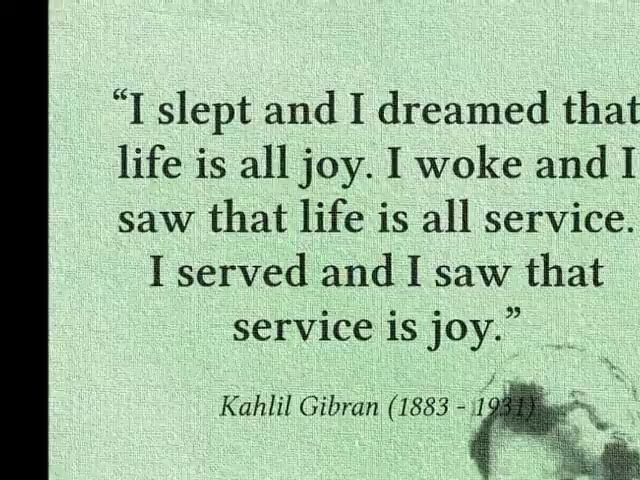 “I slept and I dreamed that
life is all joy. I woke and I
saw that life is all service.
I served and I saw that
service is joy.”
Kahlil Gibran (1883 - 1931)